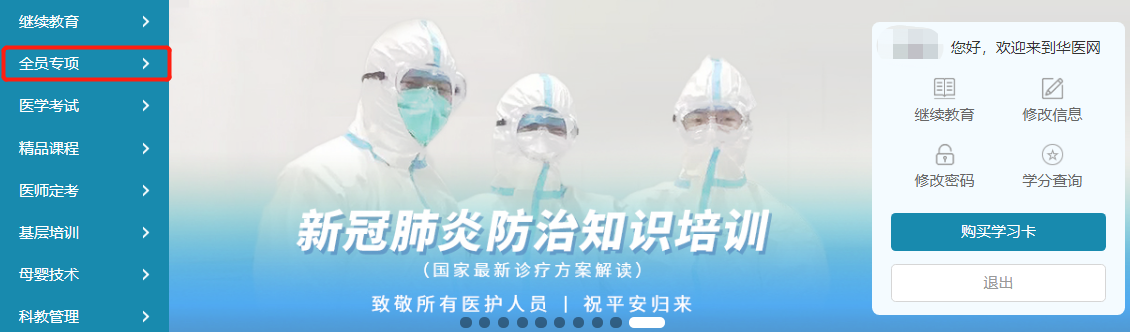 继续教育
全员专项
医学考试
精品课程
医师定考
基层培训
母婴技术
科教管理
新冠肺炎防治知识培训
（国家最新诊疗方案解读）
致敬所有医护人员 | 祝平安归来
您好，欢迎来到华医网
继续教育
修改信息
修改密码
学分查询
购买学习卡
退出